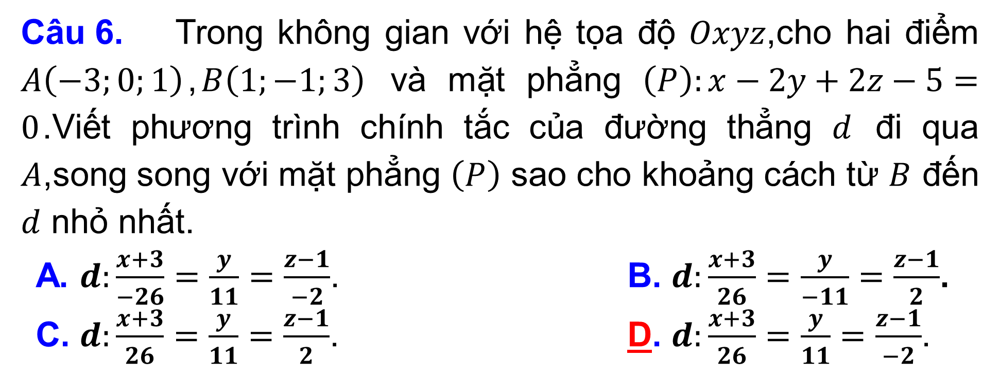 Câu 6. Trong không gian với hệ tọa độ Oxyz,cho hai điểm
A(−3; 0; 1), B(1; −1; 3) và mặt phẳng (P): x − 2y + 2z − 5 =
0.Viết phương trình chính tắc của đường thẳng d đi qua
A,song song với mặt phẳng (P) sao cho khoảng cách từ B đến
d nhỏ nhất.
A. d: \frac{x+3}{-26} = \frac{y}{11} = \frac{z-1}{-2}. B. d: \frac{x+3}{26} = \frac{y}{-11} = \frac{z-1}{2}.
C. d: \frac{x+3}{26} = \frac{y}{11} = \frac{z-1}{2}. D. d: \frac{x+3}{26} = \frac{y}{11} = \frac{z-1}{-2}.